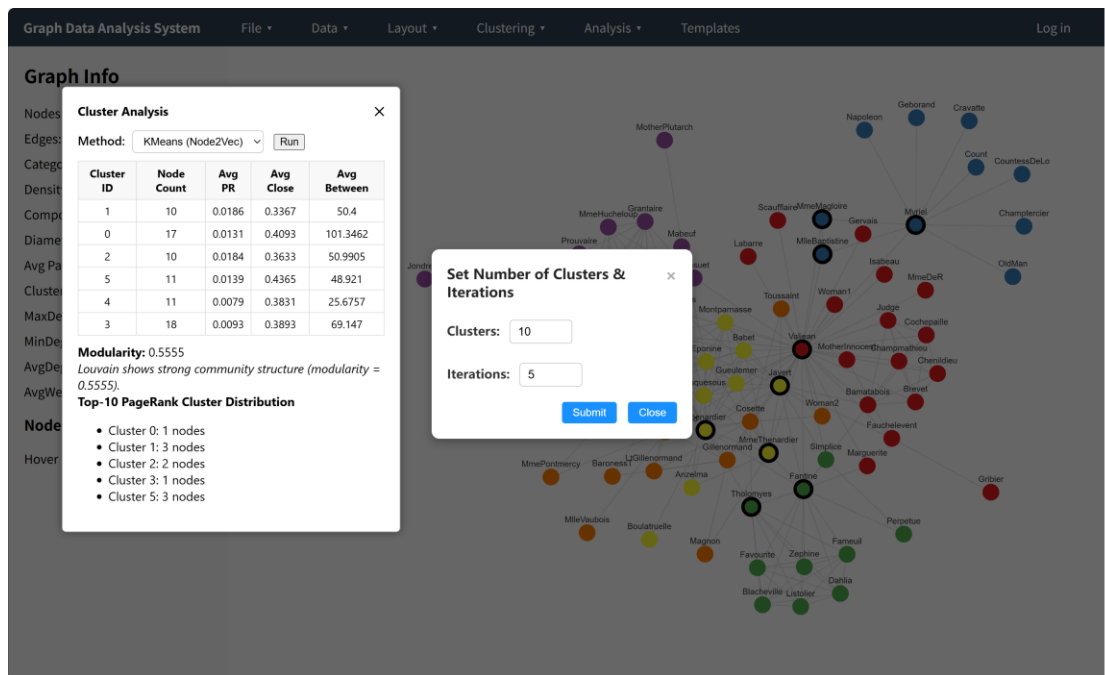 Graph Data Analysis System File ▾ Data ▾ Layout ▾ Clustering ▾ Analysis ▾ Templates Log in
Graph Info
Nodes
Edges:
Catego
Densit
Compo
Diame
Avg Pa
Cluster
MaxDe
MinDeg
AvgDeg
AvgWe
Node
Hover
Cluster Analysis ×
Method: KMeans (Node2Vec) Run
Cluster ID Node Count Avg PR Avg Close Avg Between
1 10 0.0186 0.3367 50.4
0 17 0.0131 0.4093 101.3462
2 10 0.0184 0.3633 50.9905
5 11 0.0139 0.4365 48.921
4 11 0.0079 0.3831 25.6757
3 18 0.0093 0.3893 69.147
Modularity: 0.5555
Louvain shows strong community structure (modularity =
0.5555).
Top-10 PageRank Cluster Distribution
• Cluster 0: 1 nodes
• Cluster 1: 3 nodes
• Cluster 2: 2 nodes
• Cluster 3: 1 nodes
• Cluster 5: 3 nodes
Set Number of Clusters & ×
Iterations
Clusters: 10
Iterations: 5
Submit Close
Geborand
Cravatte
Napoleon
MotherPlutarch
Count
CountessDeLo
Grantaire
Scaufflaire
MmeMagloire
MmeHucheloup
Myriel
Champtercier
Gervais
Mabeuf
Prouvaire
MlleBaptistine
Labarre
Jondre
suet
Isabeau
OldMan
MmeDeR
Woman1
Toussaint
Montparnasse
Judge
Cochepaille
Babet
Valjean
MotherInnocent
Champmathieu
Eponine
Chenildieu
Gueulemer
Javert
quesous
Bamatabois
Brevet
Woman2
Cosette
enardier
Fauchelevent
MmeThenardier
Gillenormand
Simplice
Marguerite
LtGillenormand
MmePontmercy
Baroness1
Anzelma
Fantine
Gribier
Tholomyes
MlleVaubois
Boulatruelle
Perpetue
Magnon
Fameuil
Favourite
Zephine
Dahlia
Blacheville
Listolier